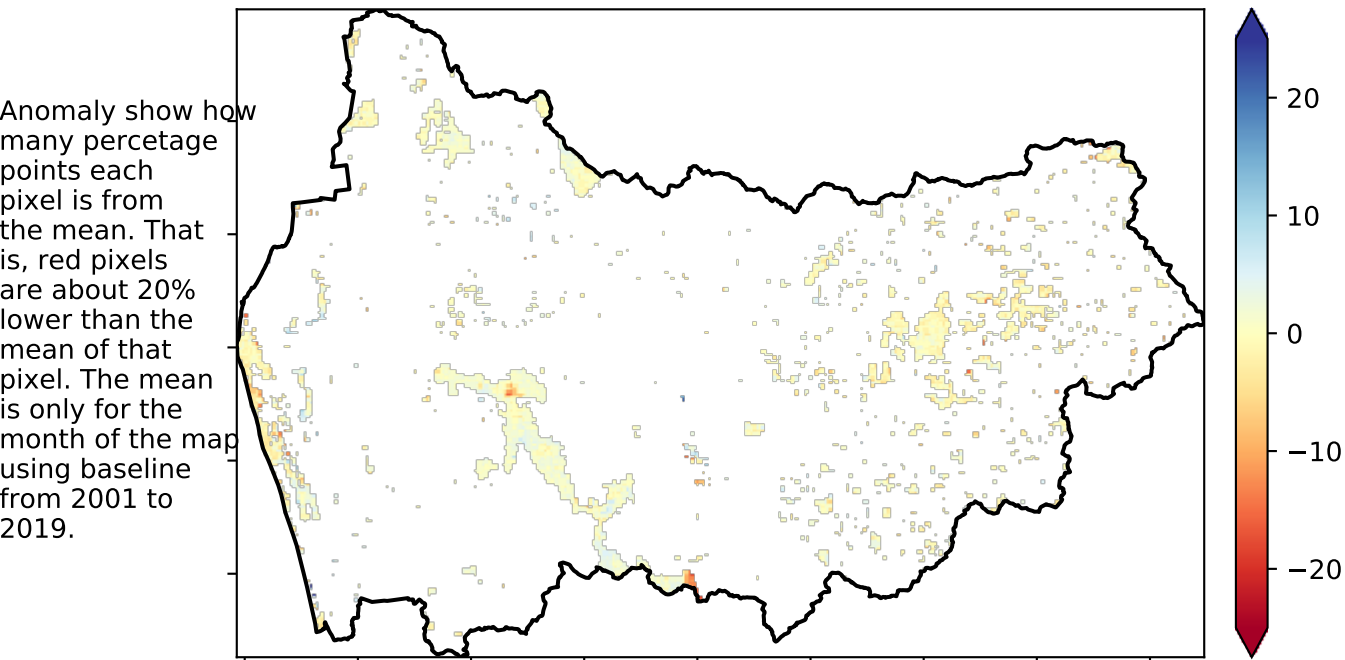 Anomaly show how
many percetage
points each
pixel is from
the mean. That
is, red pixels
are about 20%
lower than the
mean of that
pixel. The mean
is only for the
month of the map
using baseline
from 2001 to
2019.
20
10
0
−10
−20